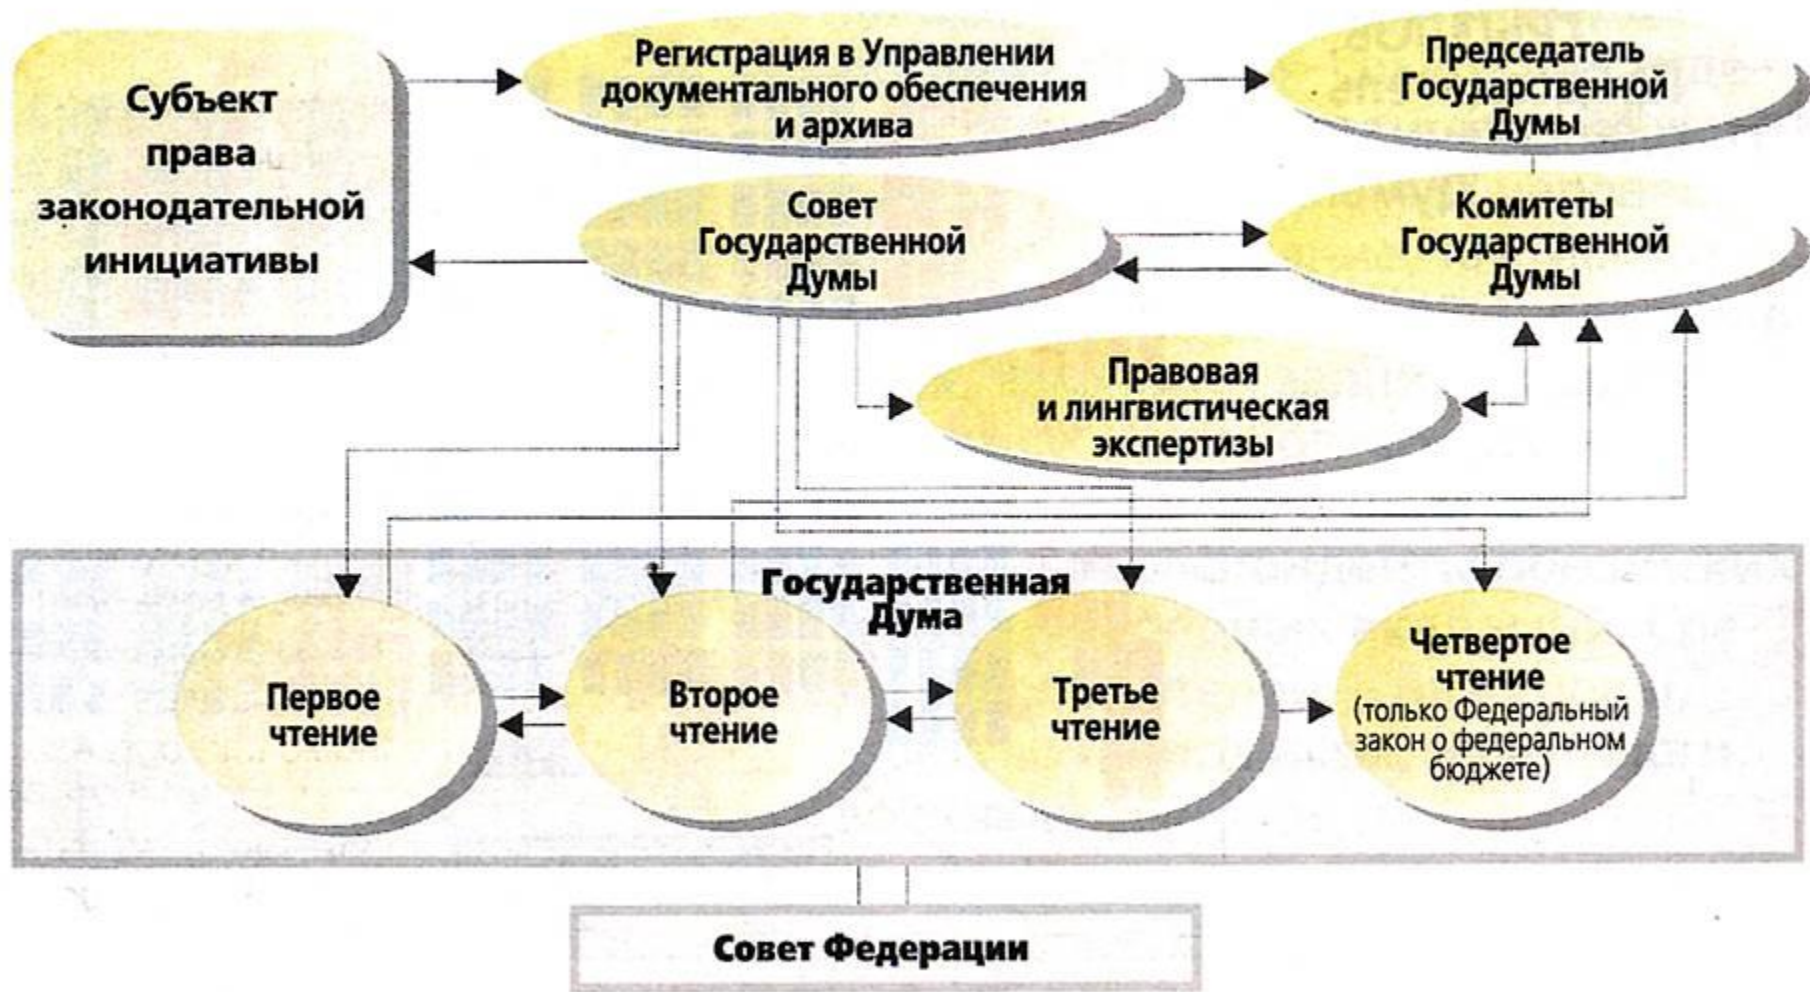 Субъект
права
законодательной
инициативы
Регистрация в Управлении
документального обеспечения
и архива
Председатель
Государственной
Думы
Совет
Государственной
Думы
Комитеты
Государственной
Думы
Правовая
и лингвистическая
экспертизы
Государственная
Дума
Первое
чтение
Второе
чтение
Третье
чтение
Четвертое
чтение
(только Федеральный
закон о федеральном
бюджете)
Совет Федерации